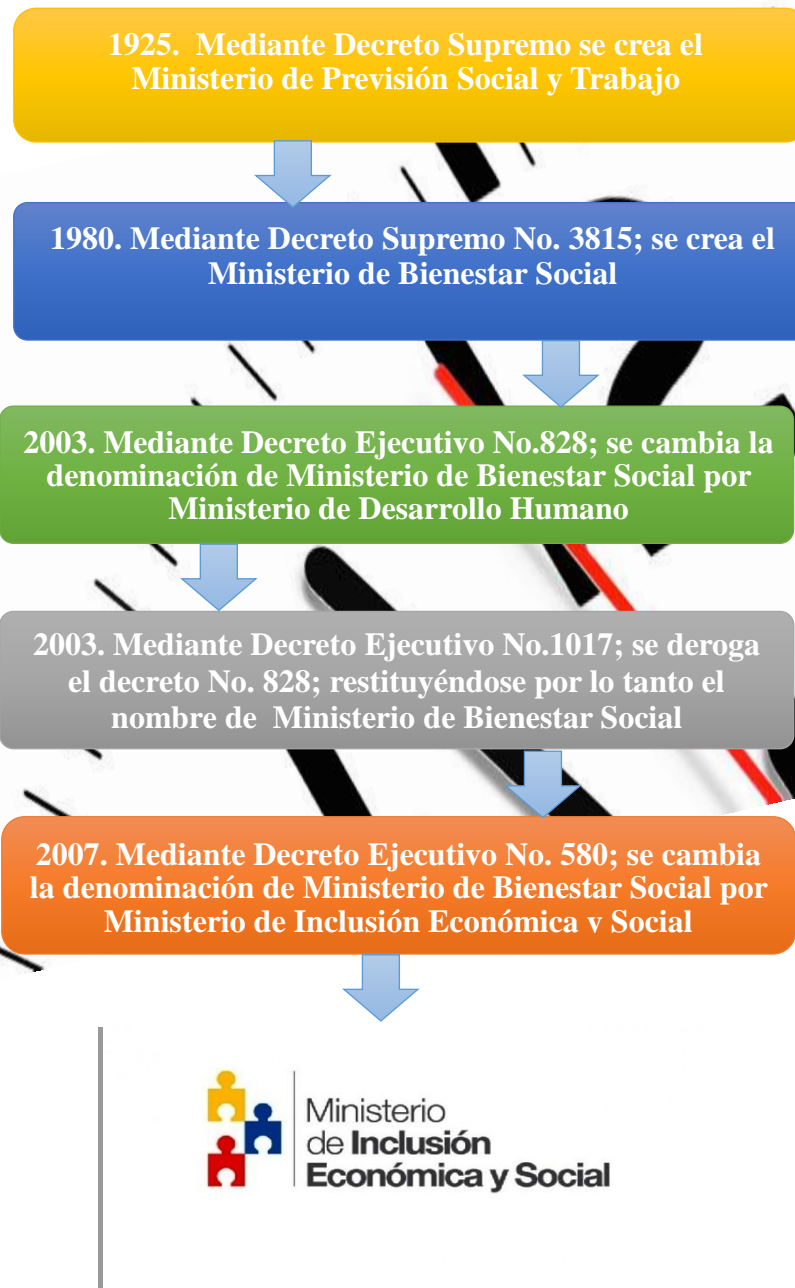 1925. Mediante Decreto Supremo se crea el
Ministerio de Previsión Social y Trabajo
1980. Mediante Decreto Supremo No. 3815; se crea el
Ministerio de Bienestar Social
2003. Mediante Decreto Ejecutivo No.828; se cambia la
denominación de Ministerio de Bienestar Social por
Ministerio de Desarrollo Humano
2003. Mediante Decreto Ejecutivo No.1017; se deroga
el decreto No. 828; restituyéndose por lo tanto el
nombre de Ministerio de Bienestar Social
2007. Mediante Decreto Ejecutivo No. 580; se cambia
la denominación de Ministerio de Bienestar Social por
Ministerio de Inclusión Económica y Social
Ministerio
de Inclusión
Económica y Social